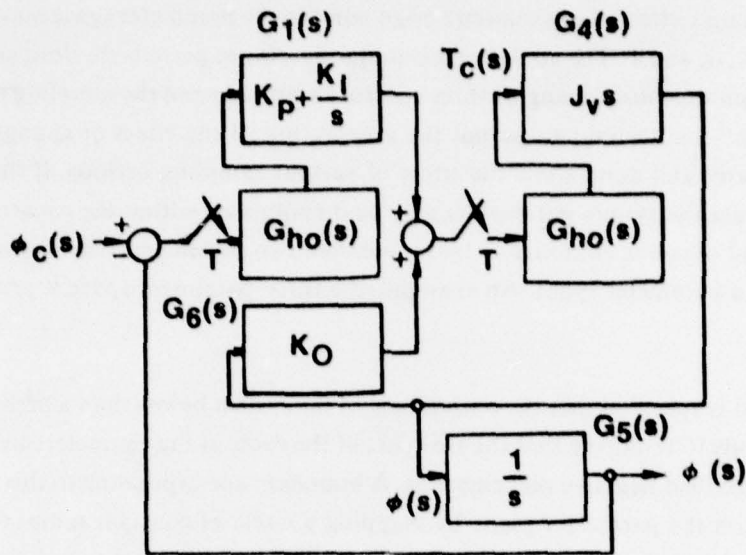 G1(s) G4(s)
KP+ KI/s
TC(s)
JVs
ϕC(s)
+
−
T
Gho(s)
+
+
T
Gho(s)
G6(s)
KO
G5(s)
1/s
ϕ(s)
ϕ(s)